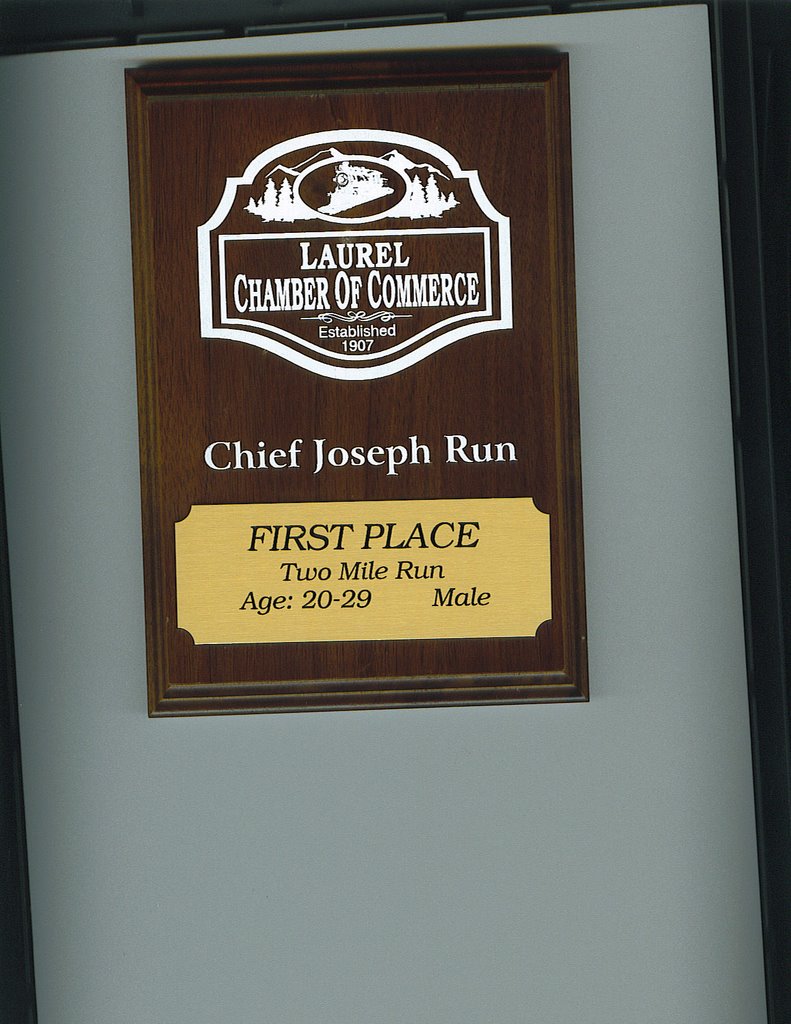 LAUREL
CHAMBER OF COMMERCE
Established
1907
Chief Joseph Run
FIRST PLACE
Two Mile Run
Age: 20-29 Male